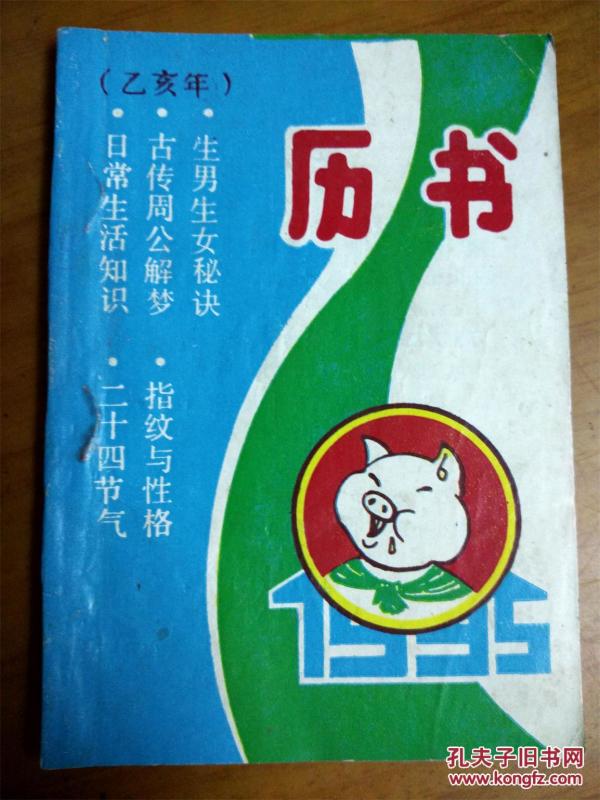 (乙亥年)
历书
·生男生女秘诀
·古传周公解梦
·指纹与性格
·日常生活知识
·二十四节气
1995
孔夫子旧书网
www.kongfz.com